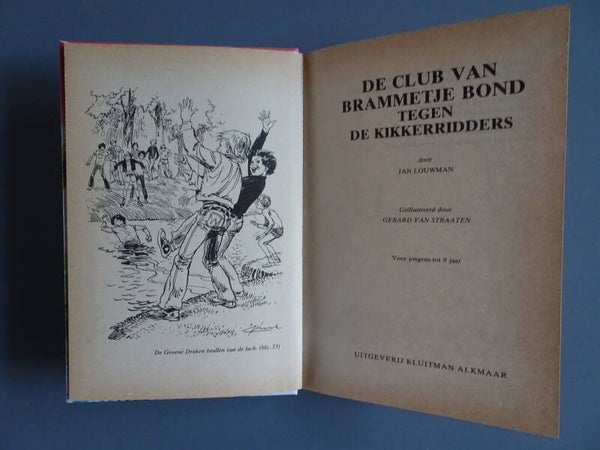 De Groene Draken brullen van de lach. (blz. 53)
DE CLUB VAN
BRAMMETJE BOND
TEGEN
DE KIKKERRIDDERS
door
JAN LOUWMAN
Geïllustreerd door
GERARD VAN STRAATEN
Voor jongens tot 9 jaar
UITGEVERIJ KLUITMAN ALKMAAR